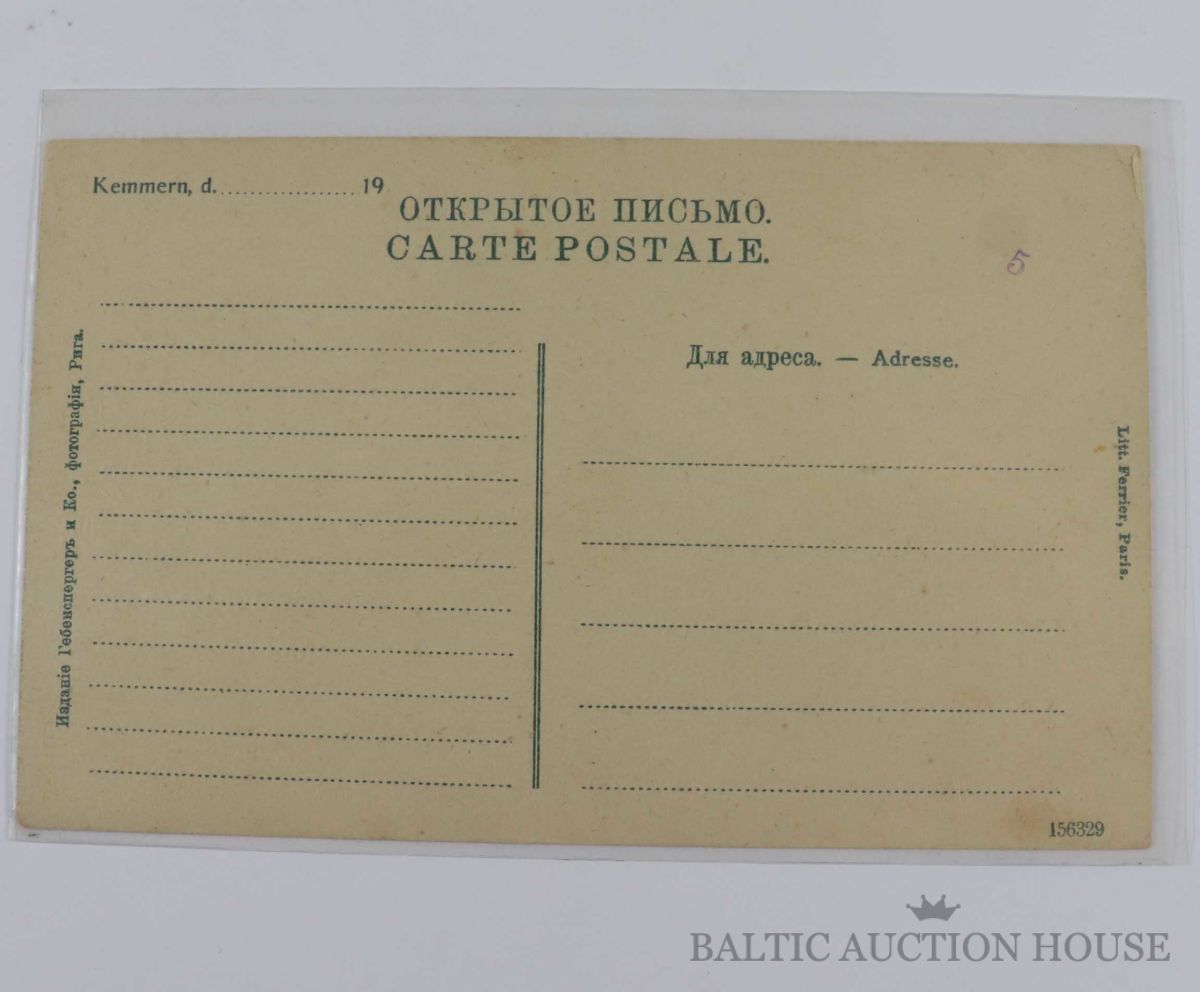 Kemmern, d. 19
ОТКРЫТОЕ ПИСЬМО.
CARTE POSTALE.
5
Для адреса. — Adresse.
Изданіе Гебенспергеръ и Ко., фотографія, Рига.
Litt. Ferrier, Paris.
156329
BALTIC AUCTION HOUSE